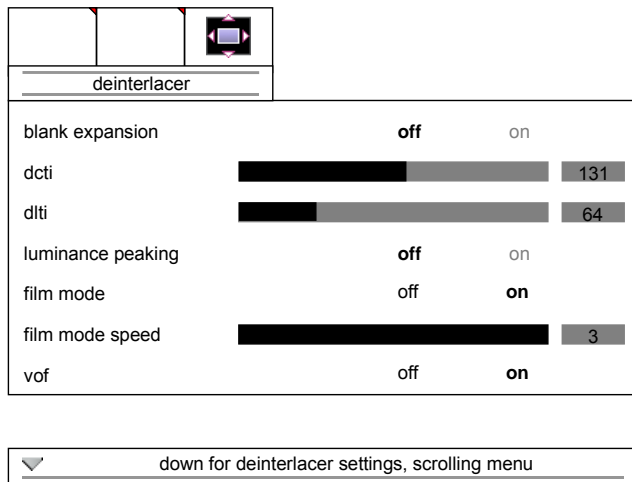 deinterlacer
blank expansion off on
dcti 131
dlti 64
luminance peaking off on
film mode off on
film mode speed 3
vof off on
down for deinterlacer settings, scrolling menu